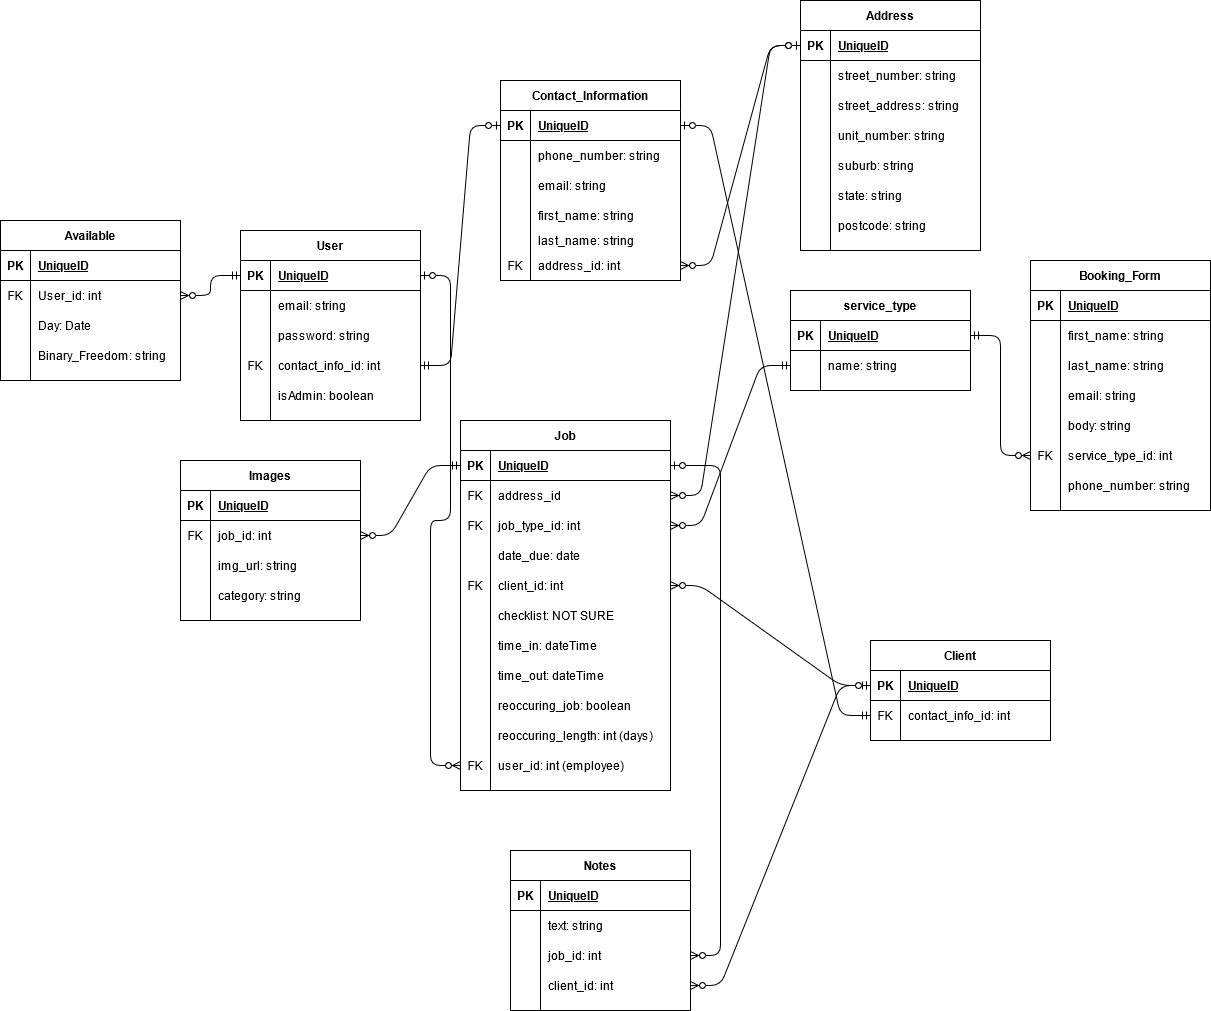 Address
PK UniqueID
street_number: string
street_address: string
unit_number: string
suburb: string
state: string
postcode: string
Contact_Information
PK UniqueID
phone_number: string
email: string
first_name: string
last_name: string
FK address_id: int
Available
PK UniqueID
FK User_id: int
Day: Date
Binary_Freedom: string
User
PK UniqueID
email: string
password: string
FK contact_info_id: int
isAdmin: boolean
Booking_Form
PK UniqueID
first_name: string
last_name: string
email: string
body: string
FK service_type_id: int
phone_number: string
service_type
PK UniqueID
name: string
Job
PK UniqueID
FK address_id
FK job_type_id: int
date_due: date
FK client_id: int
checklist: NOT SURE
time_in: dateTime
time_out: dateTime
reoccuring_job: boolean
reoccuring_length: int (days)
FK user_id: int (employee)
Images
PK UniqueID
FK job_id: int
img_url: string
category: string
Client
PK UniqueID
FK contact_info_id: int
Notes
PK UniqueID
text: string
job_id: int
client_id: int